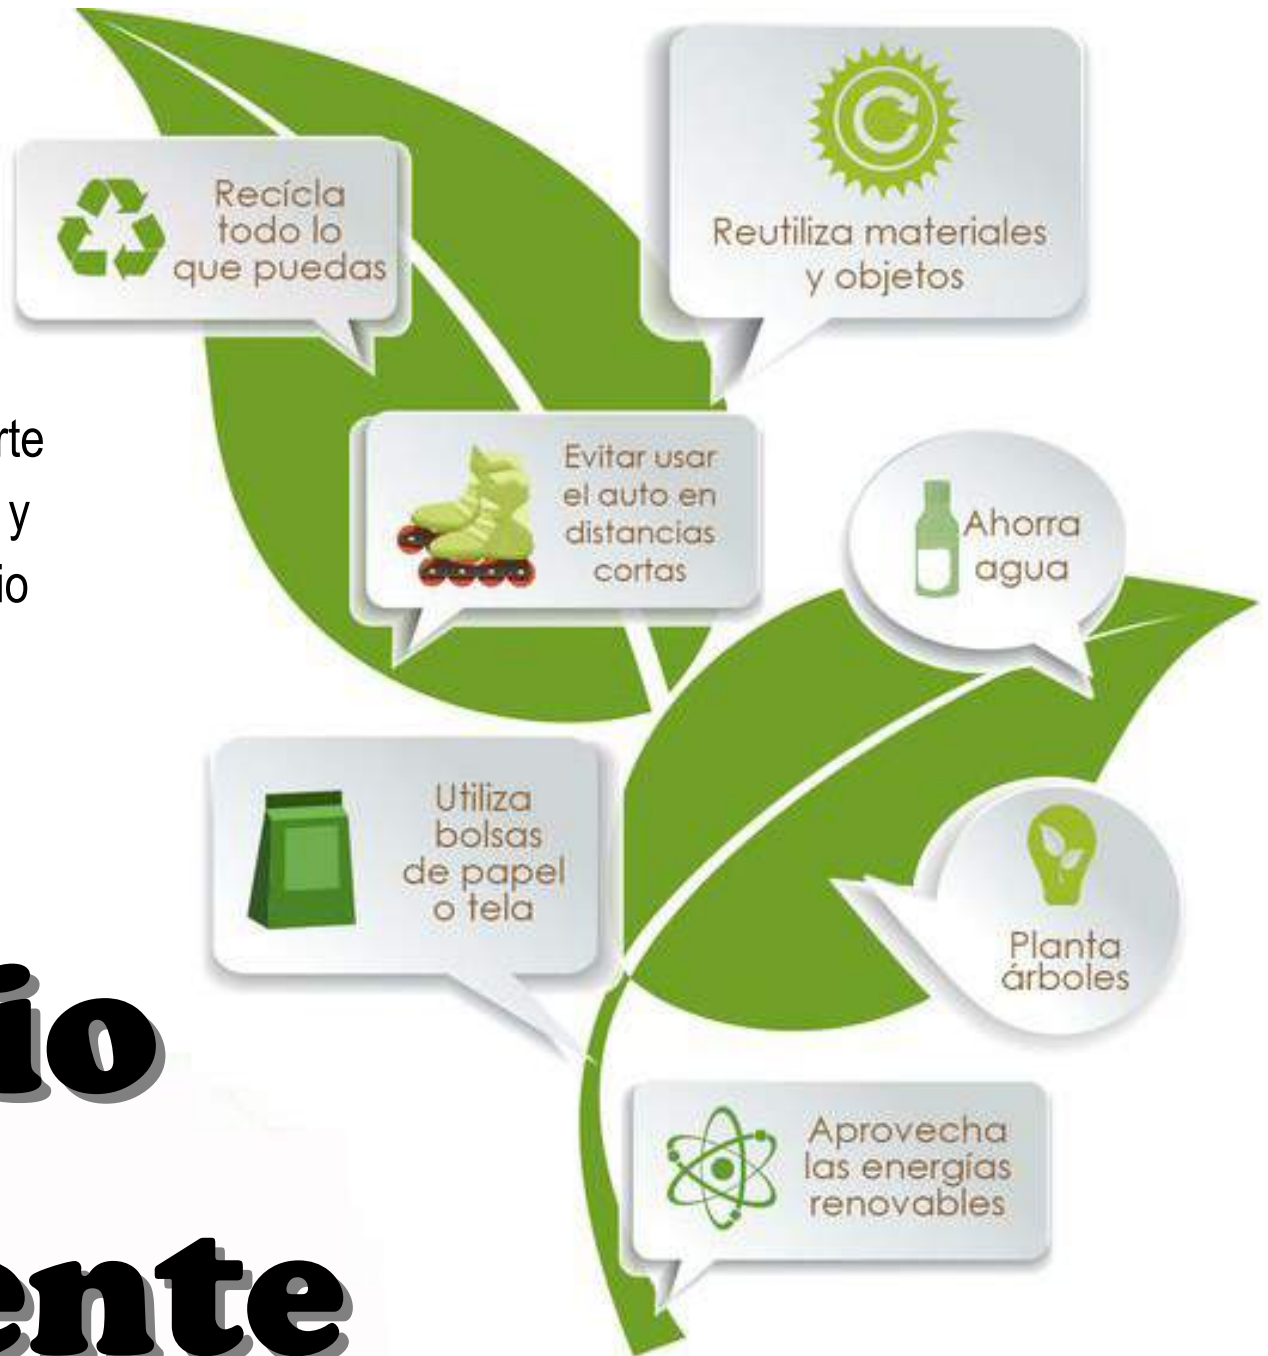 Recícla
todo lo
que puedas
Reutiliza materiales
y objetos
rte
y
io
Evitar usar
el auto en
distancias
cortas
Ahorra
agua
Utiliza
bolsas
de papel
o tela
Planta
árboles
io
Aprovecha
las energías
renovables
ente